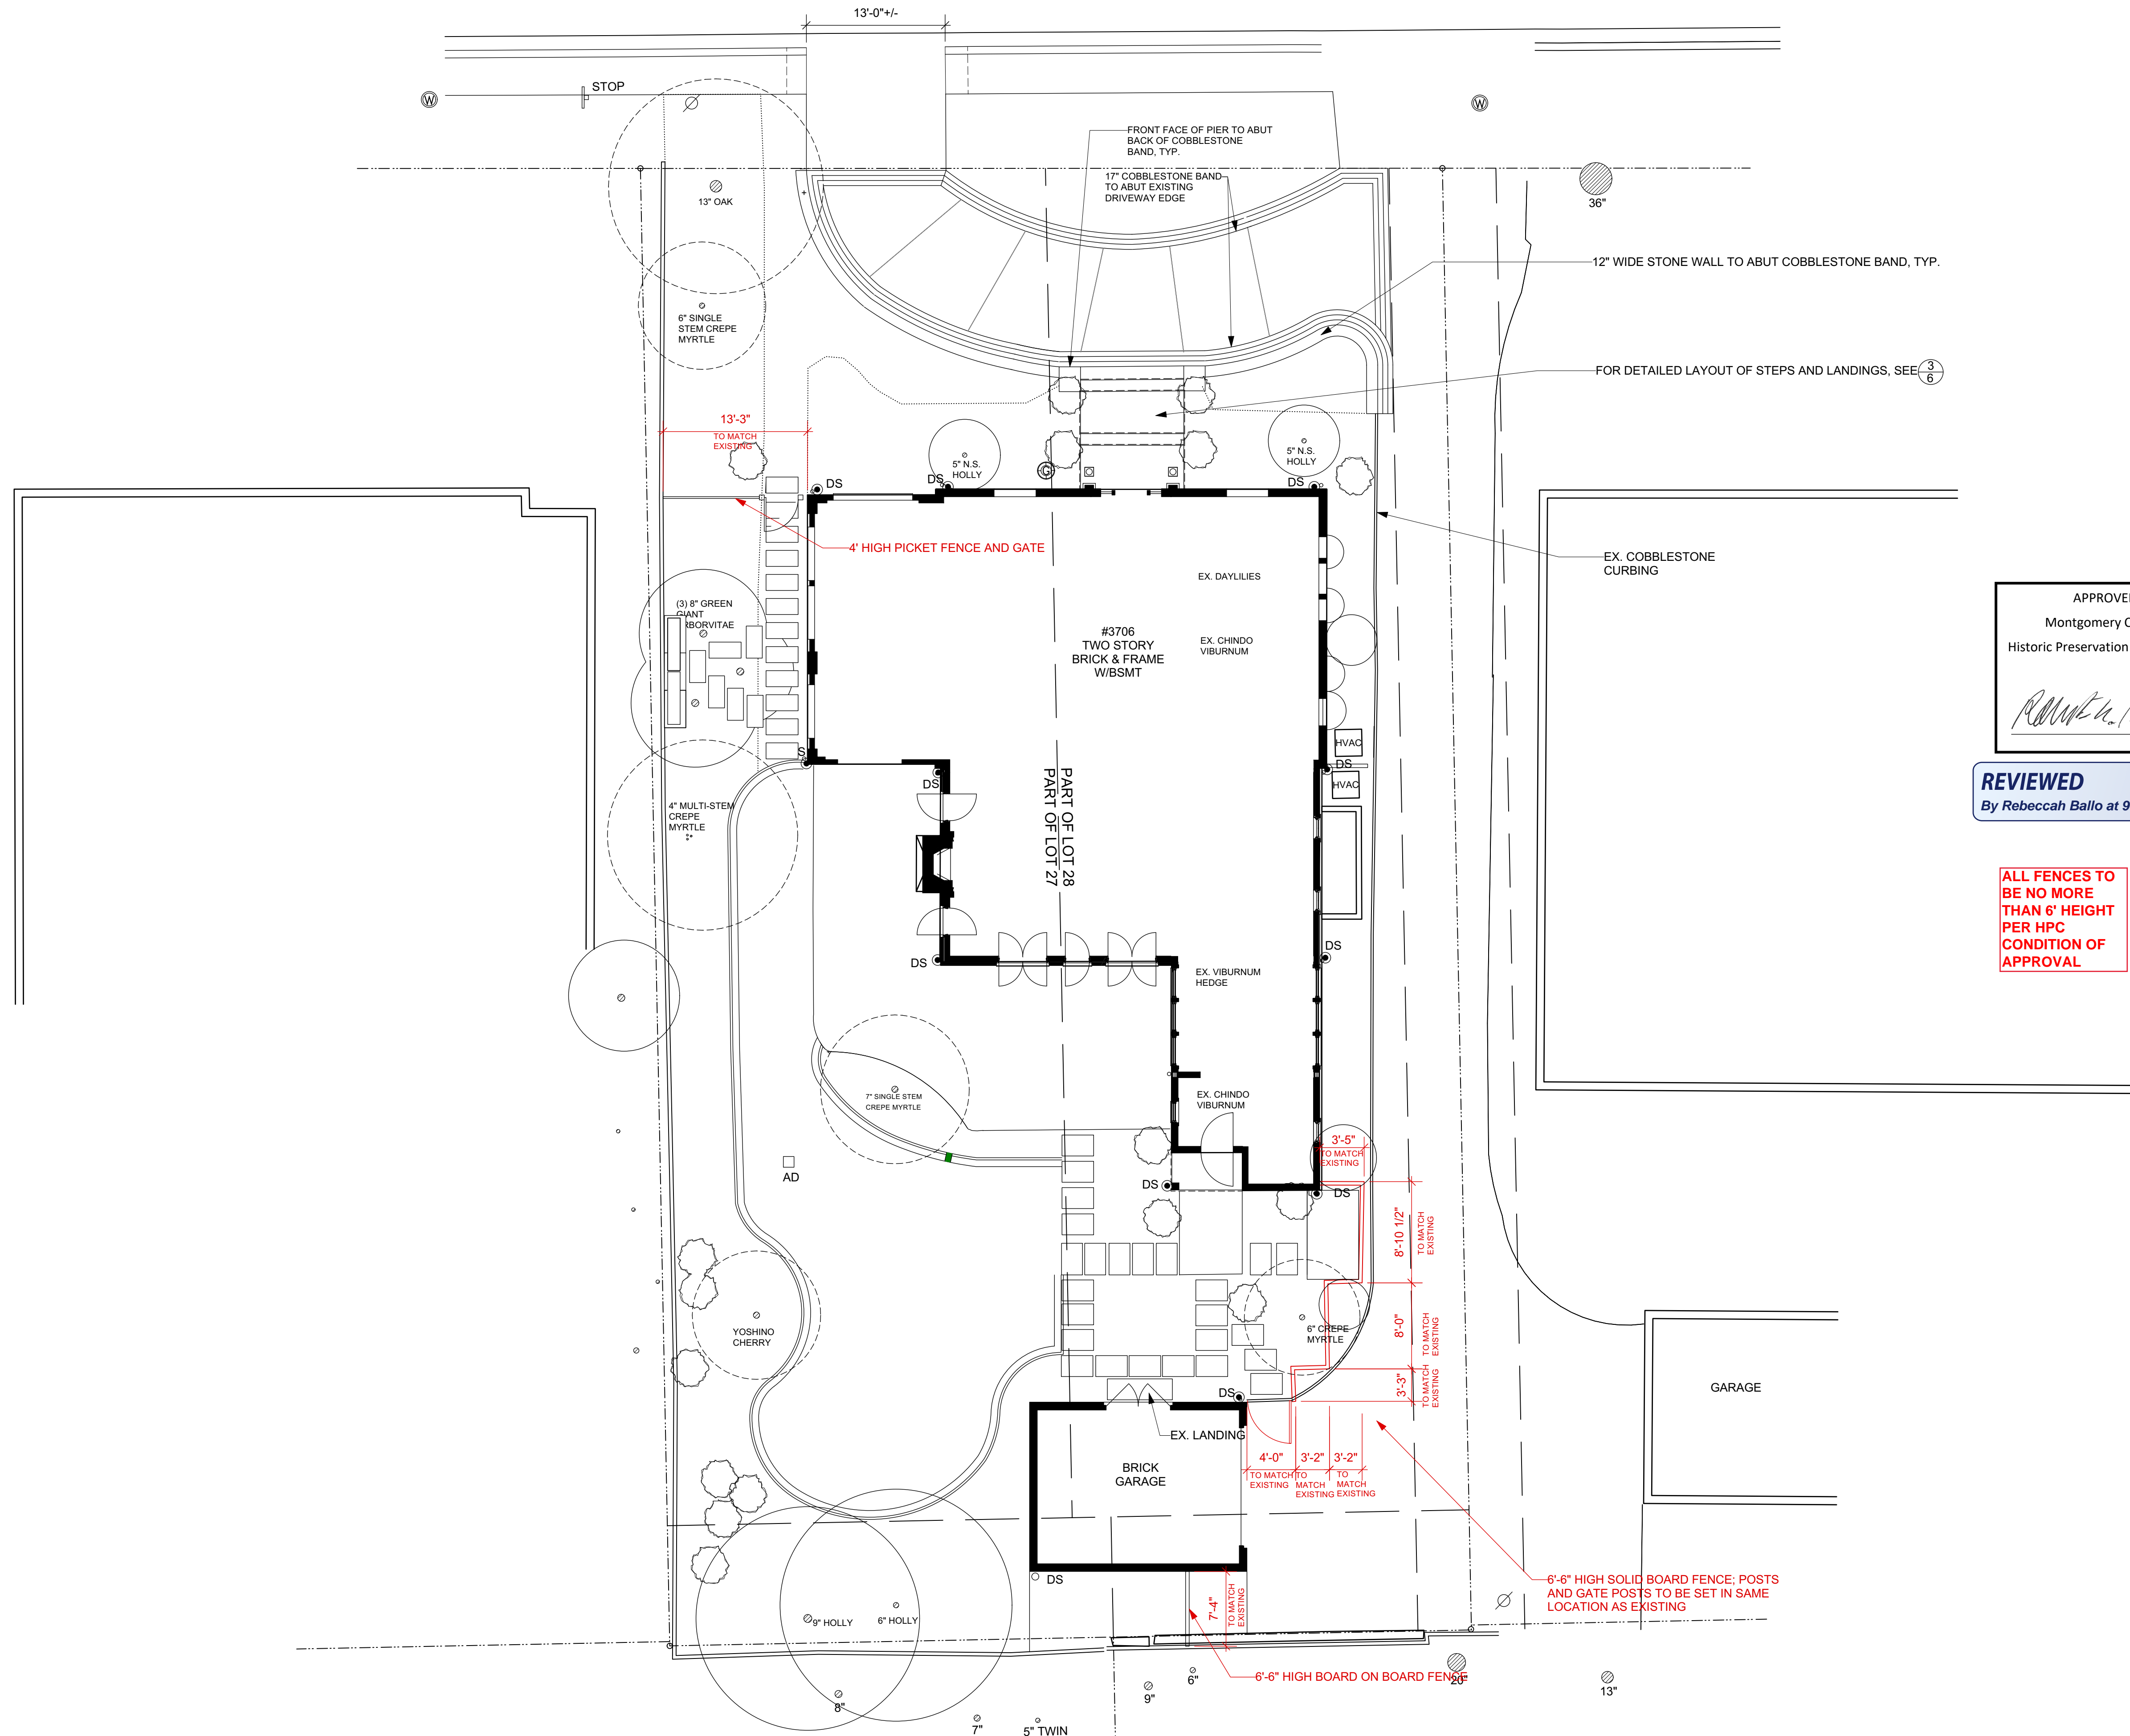 13'-0"+/-
STOP
W
W
FRONT FACE OF PIER TO ABUT
BACK OF COBBLESTONE
BAND, TYP.
17" COBBLESTONE BAND
TO ABUT EXISTING
DRIVEWAY EDGE
13" OAK
36"
12" WIDE STONE WALL TO ABUT COBBLESTONE BAND, TYP.
6" SINGLE
STEM CREPE
MYRTLE
FOR DETAILED LAYOUT OF STEPS AND LANDINGS, SEE
3
6
13'-3"
TO MATCH
EXISTING
5" N.S.
HOLLY
G
5" N.S.
HOLLY
DS
DS
DS
4' HIGH PICKET FENCE AND GATE
EX. COBBLESTONE
CURBING
EX. DAYLILIES
(3) 8" GREEN
GIANT
RBORVITAE
#3706
TWO STORY
BRICK & FRAME
W/BSMT
EX. CHINDO
VIBURNUM
APPROVE
Montgomery
Historic Preservation
REVIEWED
By Rebeccah Ballo at 9
HVAC
DS
HVAC
S
DS
4" MULTI-STEM
CREPE
MYRTLE
PART OF LOT 28
PART OF LOT 27
ALL FENCES TO
BE NO MORE
THAN 6' HEIGHT
PER HPC
CONDITION OF
APPROVAL
DS
DS
EX. VIBURNUM
HEDGE
7" SINGLE STEM
CREPE MYRTLE
EX. CHINDO
VIBURNUM
3'-5"
TO MATCH
EXISTING
AD
DS
DS
8'-10 1/2"
TO MATCH
EXISTING
YOSHINO
CHERRY
6" CREPE
MYRTLE
8'-0"
TO MATCH
EXISTING
3'-3"
TO MATCH
EXISTING
GARAGE
DS
EX. LANDING
BRICK
GARAGE
4'-0"
TO MATCH
EXISTING
3'-2"
TO
MATCH
EXISTING
3'-2"
TO
MATCH
EXISTING
DS
7'-4"
TO MATCH
EXISTING
6'-6" HIGH SOLID BOARD FENCE; POSTS
AND GATE POSTS TO BE SET IN SAME
LOCATION AS EXISTING
9" HOLLY
6" HOLLY
6'-6" HIGH BOARD ON BOARD FENCE
8"
7"
5" TWIN
9"
6"
20"
13"